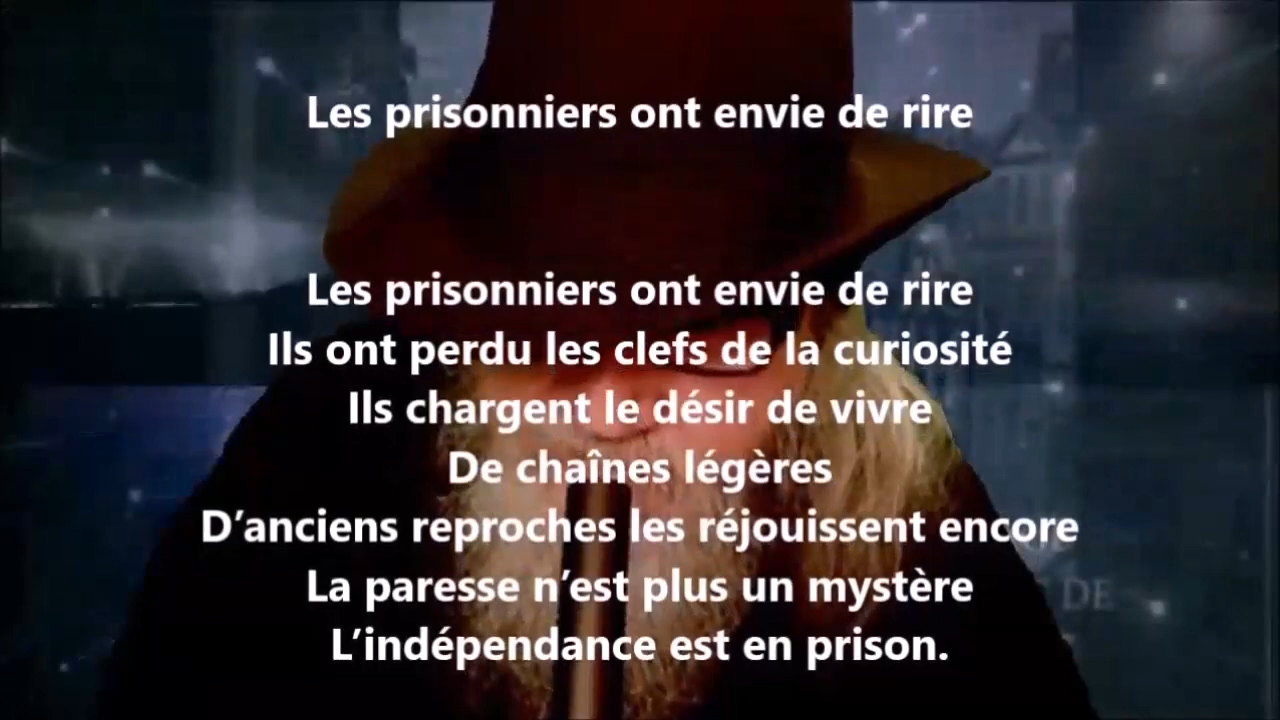 Les prisonniers ont envie de rire
Les prisonniers ont envie de rire
Ils ont perdu les clefs de la curiosité
Ils chargent le désir de vivre
De chaînes légères
D’anciens reproches les réjouissent encore
La paresse n’est plus un mystère
DE
L’indépendance est en prison.